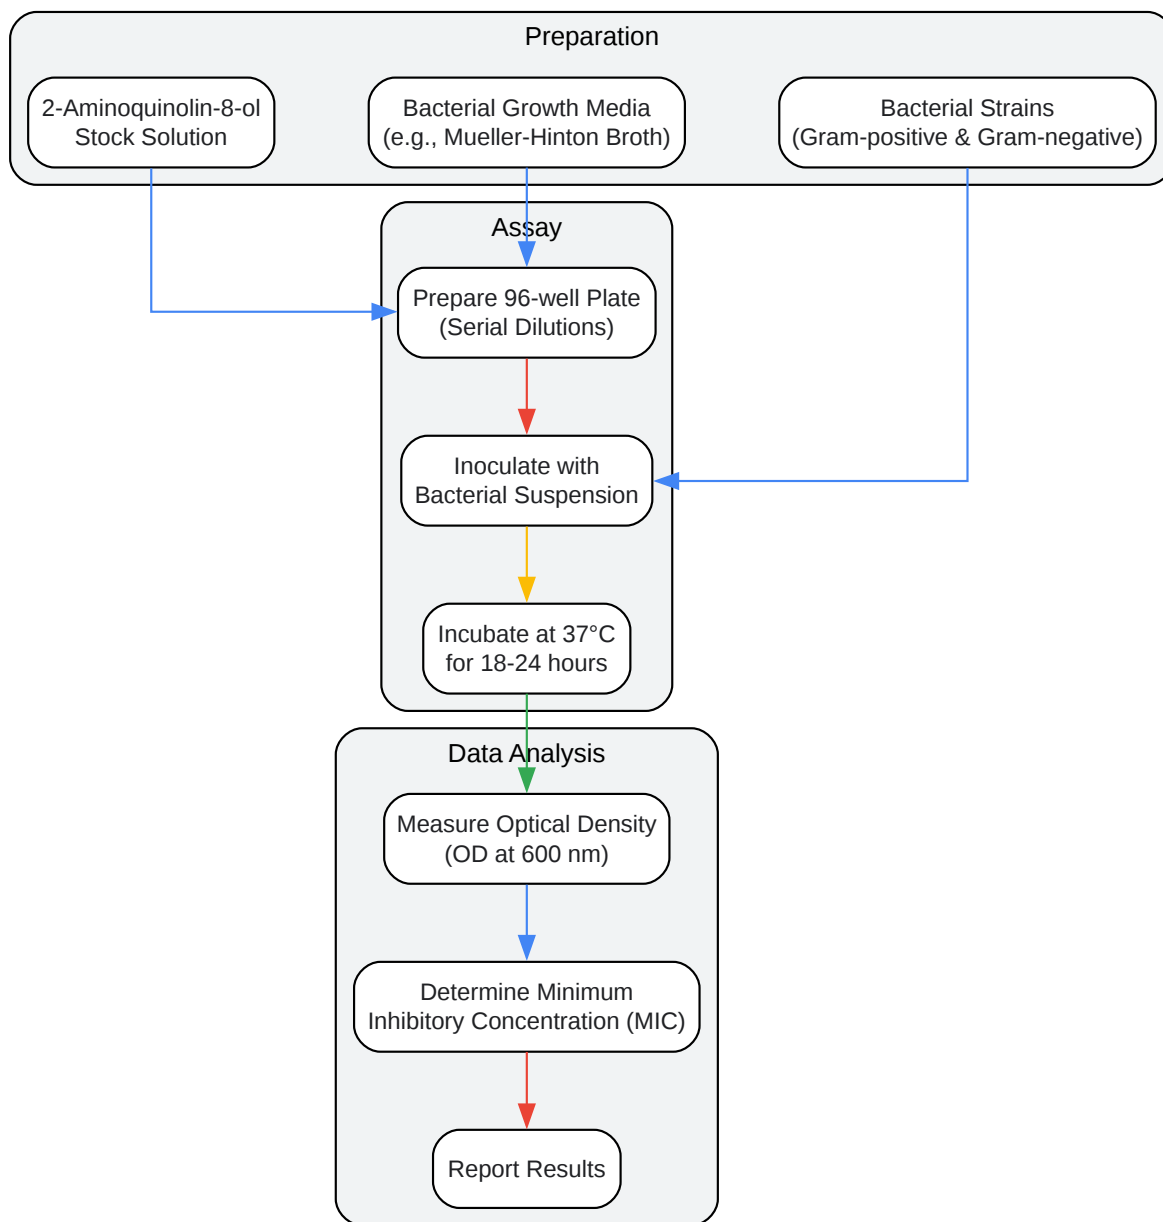 Preparation
2-Aminoquinolin-8-ol
Stock Solution
Bacterial Growth Media
(e.g., Mueller-Hinton Broth)
Bacterial Strains
(Gram-positive & Gram-negative)
Assay
Prepare 96-well Plate
(Serial Dilutions)
Inoculate with
Bacterial Suspension
Incubate at 37°C
for 18-24 hours
Data Analysis
Measure Optical Density
(OD at 600 nm)
Determine Minimum
Inhibitory Concentration (MIC)
Report Results